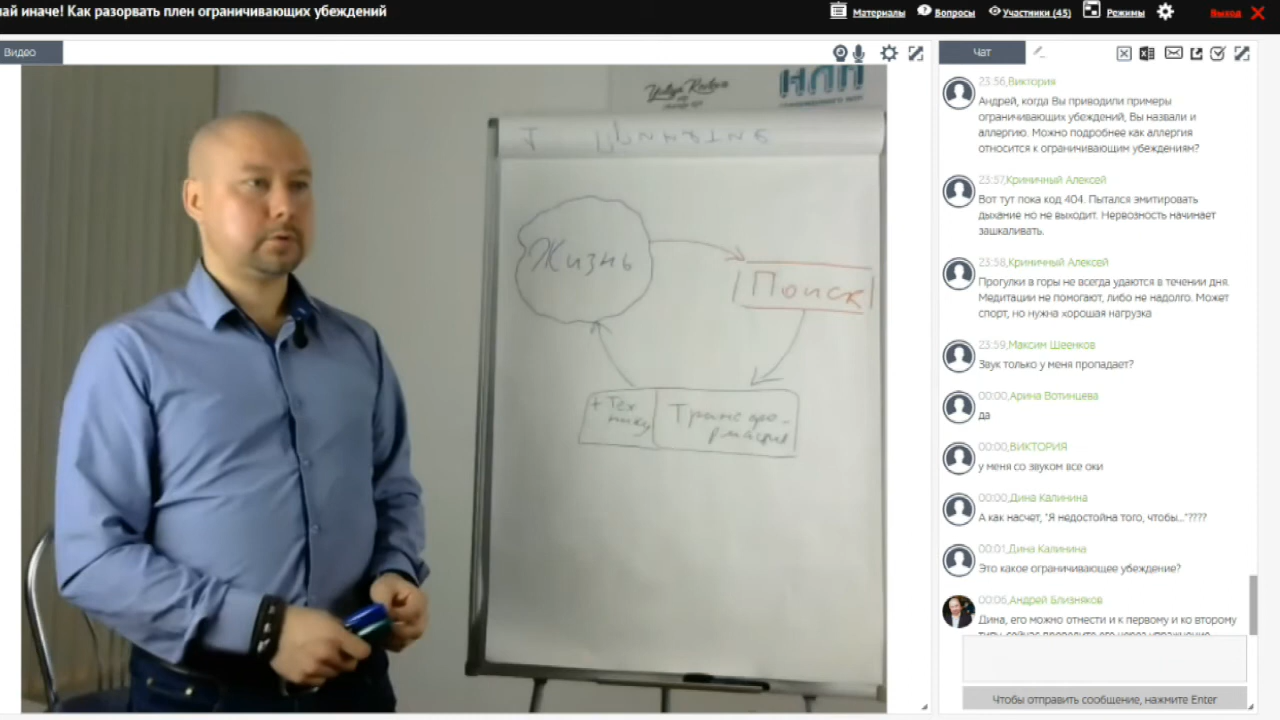 ай иначе! Как разорвать плен ограничивающих убеждений
Материалы
Вопросы
Участники (45)
Режимы
Выход
Видео
НЛП
Жизнь
Поиск
+ Тех
нику
Трансфо-
рмация
Чат
23:56, Виктория
Андрей, когда Вы приводили примеры
ограничивающих убеждений, Вы назвали и
аллергию. Можно подробнее как аллергия
относится к ограничивающим убеждениям?
23:57, Криничный Алексей
Вот тут пока код 404. Пытался эмитировать
дыхание но не выходит. Нервозность начинает
зашкаливать.
23:58, Криничный Алексей
Прогулки в горы не всегда удаются в течении дня.
Медитации не помогают, либо не надолго. Может
спорт, но нужна хорошая нагрузка
23:59, Максим Шеенков
Звук только у меня пропадает?
00:00, Арина Вотинцева
да
00:00, ВИКТОРИЯ
у меня со звуком все оки
00:00, Дина Калинина
А как насчет, "Я недостойна того, чтобы..."????
00:01, Дина Калинина
Это какое ограничивающее убеждение?
00:06, Андрей Близняков
Дина, его можно отнести и к первому и ко второму
Чтобы отправить сообщение, нажмите Enter